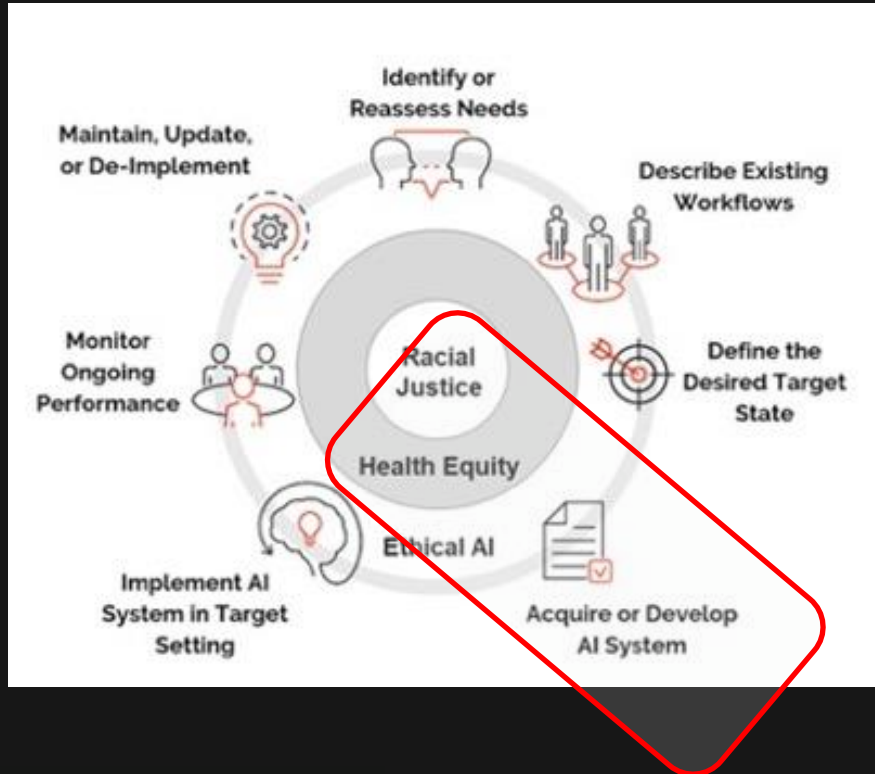 Identify or
Reassess Needs
Maintain, Update,
or De-Implement
Describe Existing
Workflows
Monitor
Ongoing
Performance
Racial
Justice
Define the
Desired Target
State
Health Equity
Ethical AI
Implement AI
System in Target
Setting
Acquire or Develop
AI System